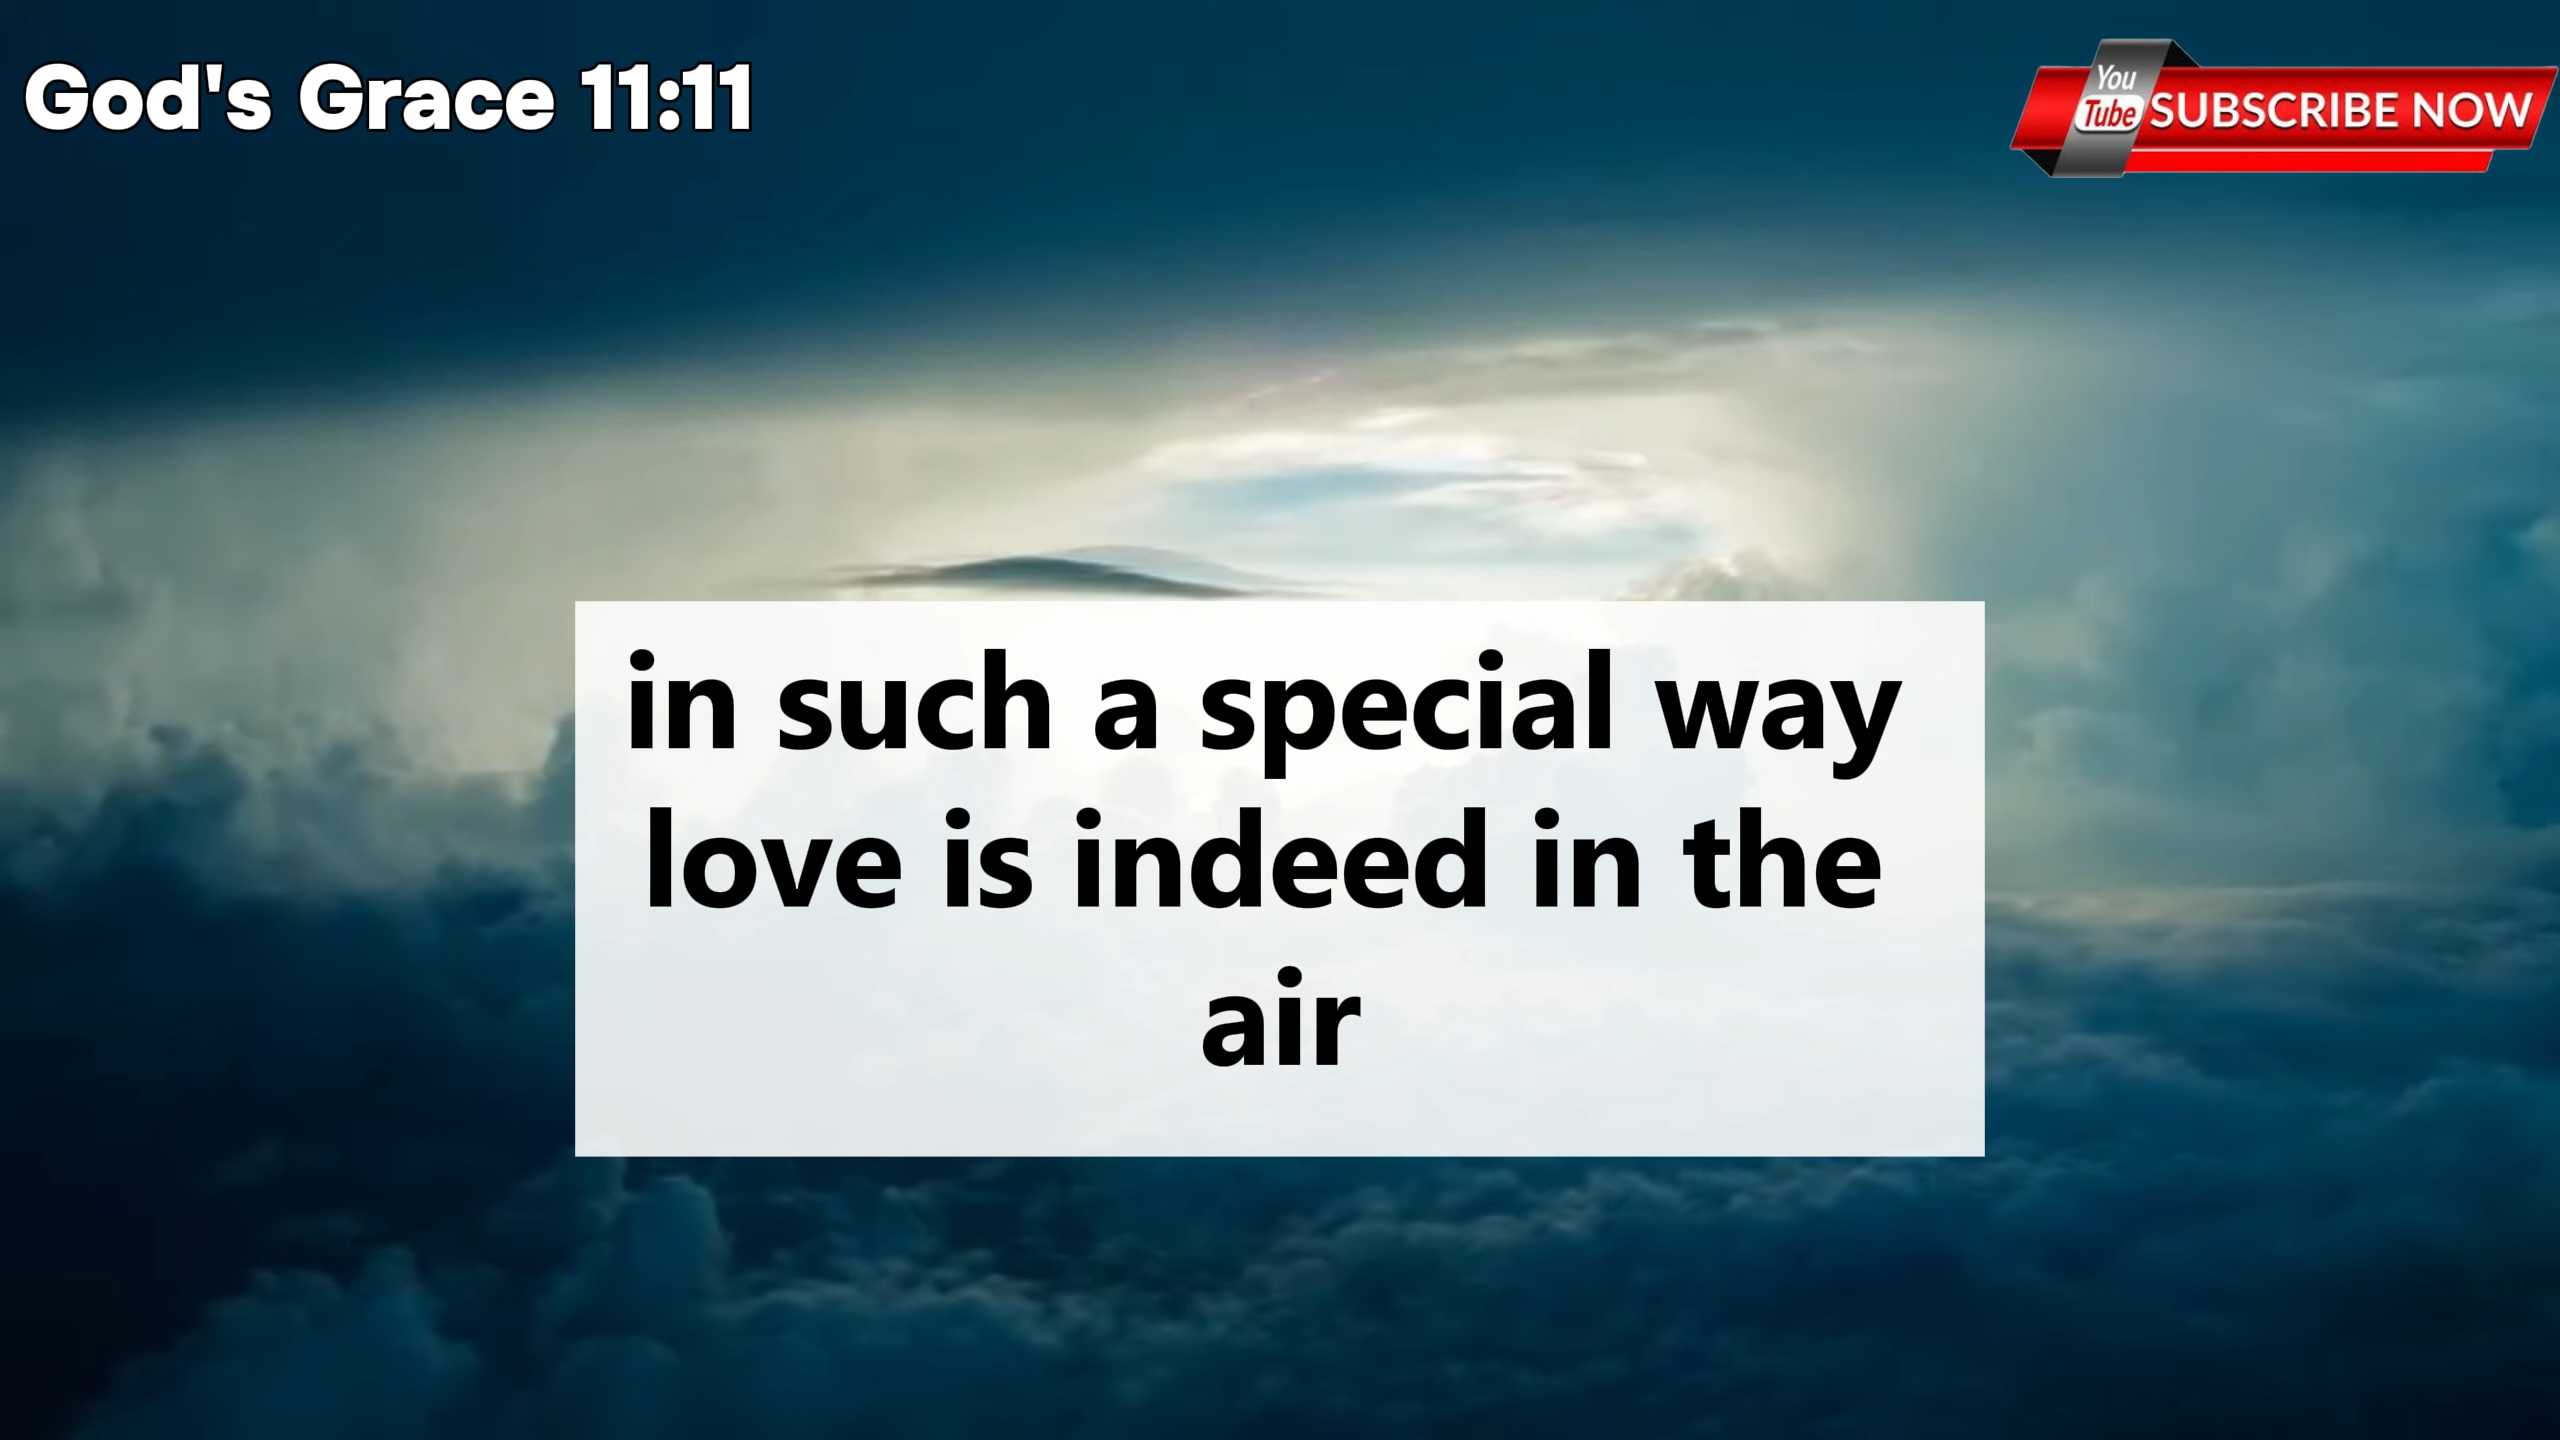 God's Grace 11:11
You
Tube
SUBSCRIBE NOW
in such a special way
love is indeed in the
air